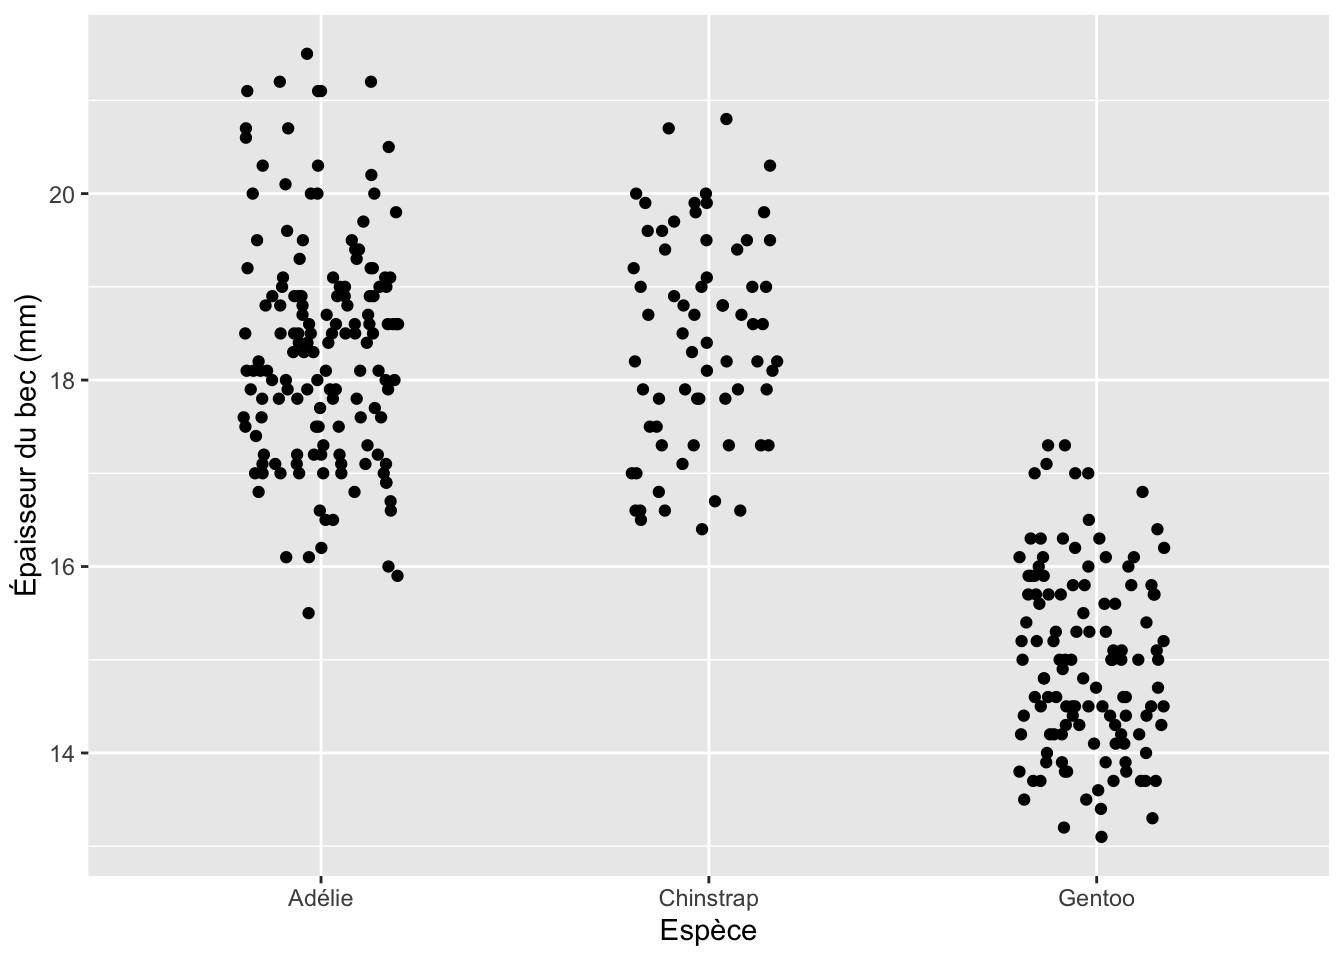 Épaisseur du bec (mm)
20
18
16
14
Adélie
Chinstrap
Gentoo
Espèce